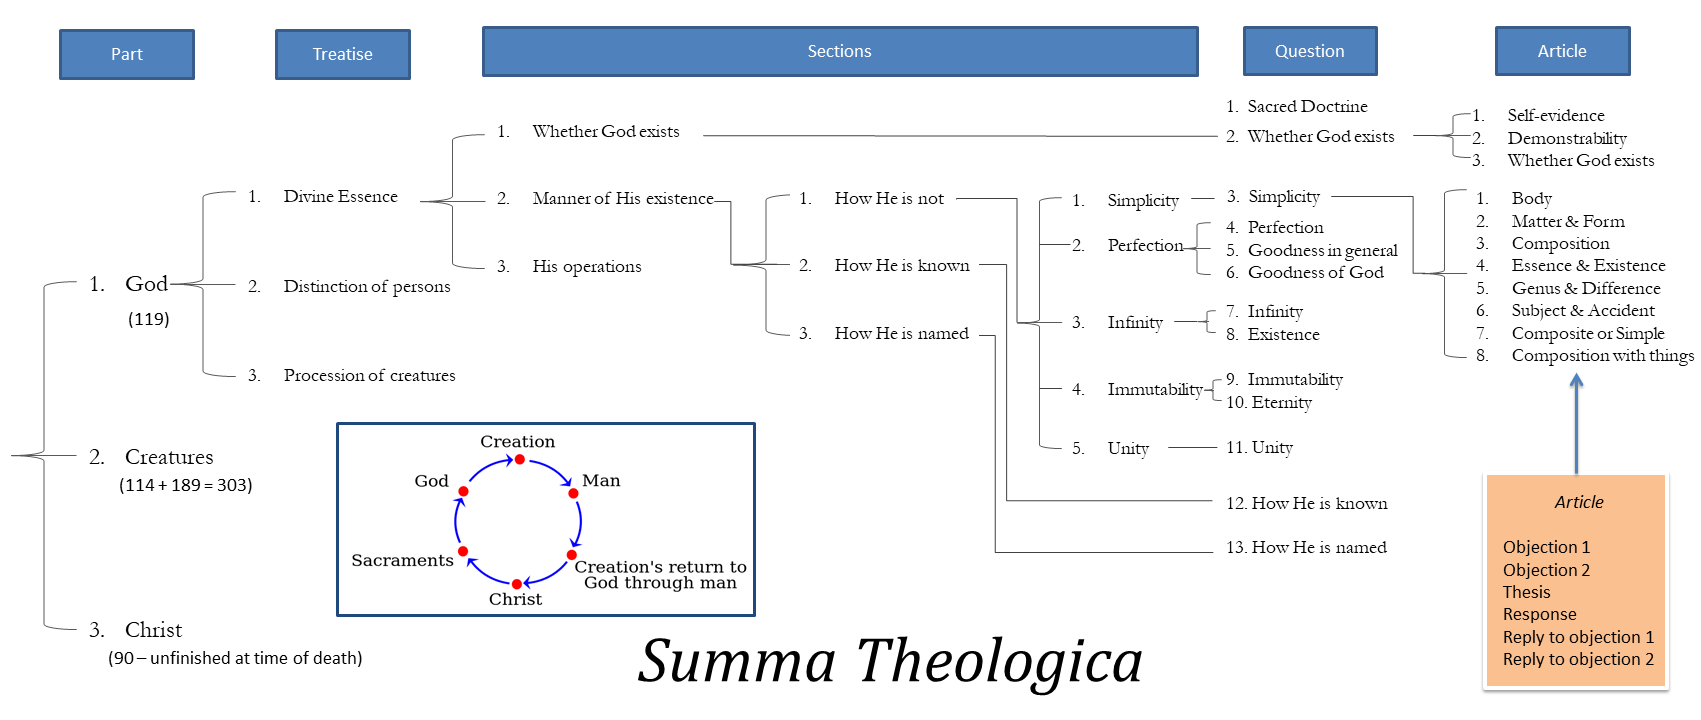 Part
Treatise
Sections
Question
Article
1. God
(119)
2. Creatures
(114 + 189 = 303)
3. Christ
(90 – unfinished at time of death)
1. Divine Essence
2. Distinction of persons
3. Procession of creatures
1. Whether God exists
2. Manner of His existence
3. His operations
1. How He is not
2. How He is known
3. How He is named
1. Simplicity
2. Perfection
3. Infinity
4. Immutability
5. Unity
1. Sacred Doctrine
2. Whether God exists
3. Simplicity
4. Perfection
5. Goodness in general
6. Goodness of God
7. Infinity
8. Existence
9. Immutability
10. Eternity
11. Unity
12. How He is known
13. How He is named
1. Self-evidence
2. Demonstrability
3. Whether God exists
1. Body
2. Matter & Form
3. Composition
4. Essence & Existence
5. Genus & Difference
6. Subject & Accident
7. Composite or Simple
8. Composition with things
Creation
Man
Creation's return to
God through man
Christ
Sacraments
God
Article
Objection 1
Objection 2
Thesis
Response
Reply to objection 1
Reply to objection 2
Summa Theologica